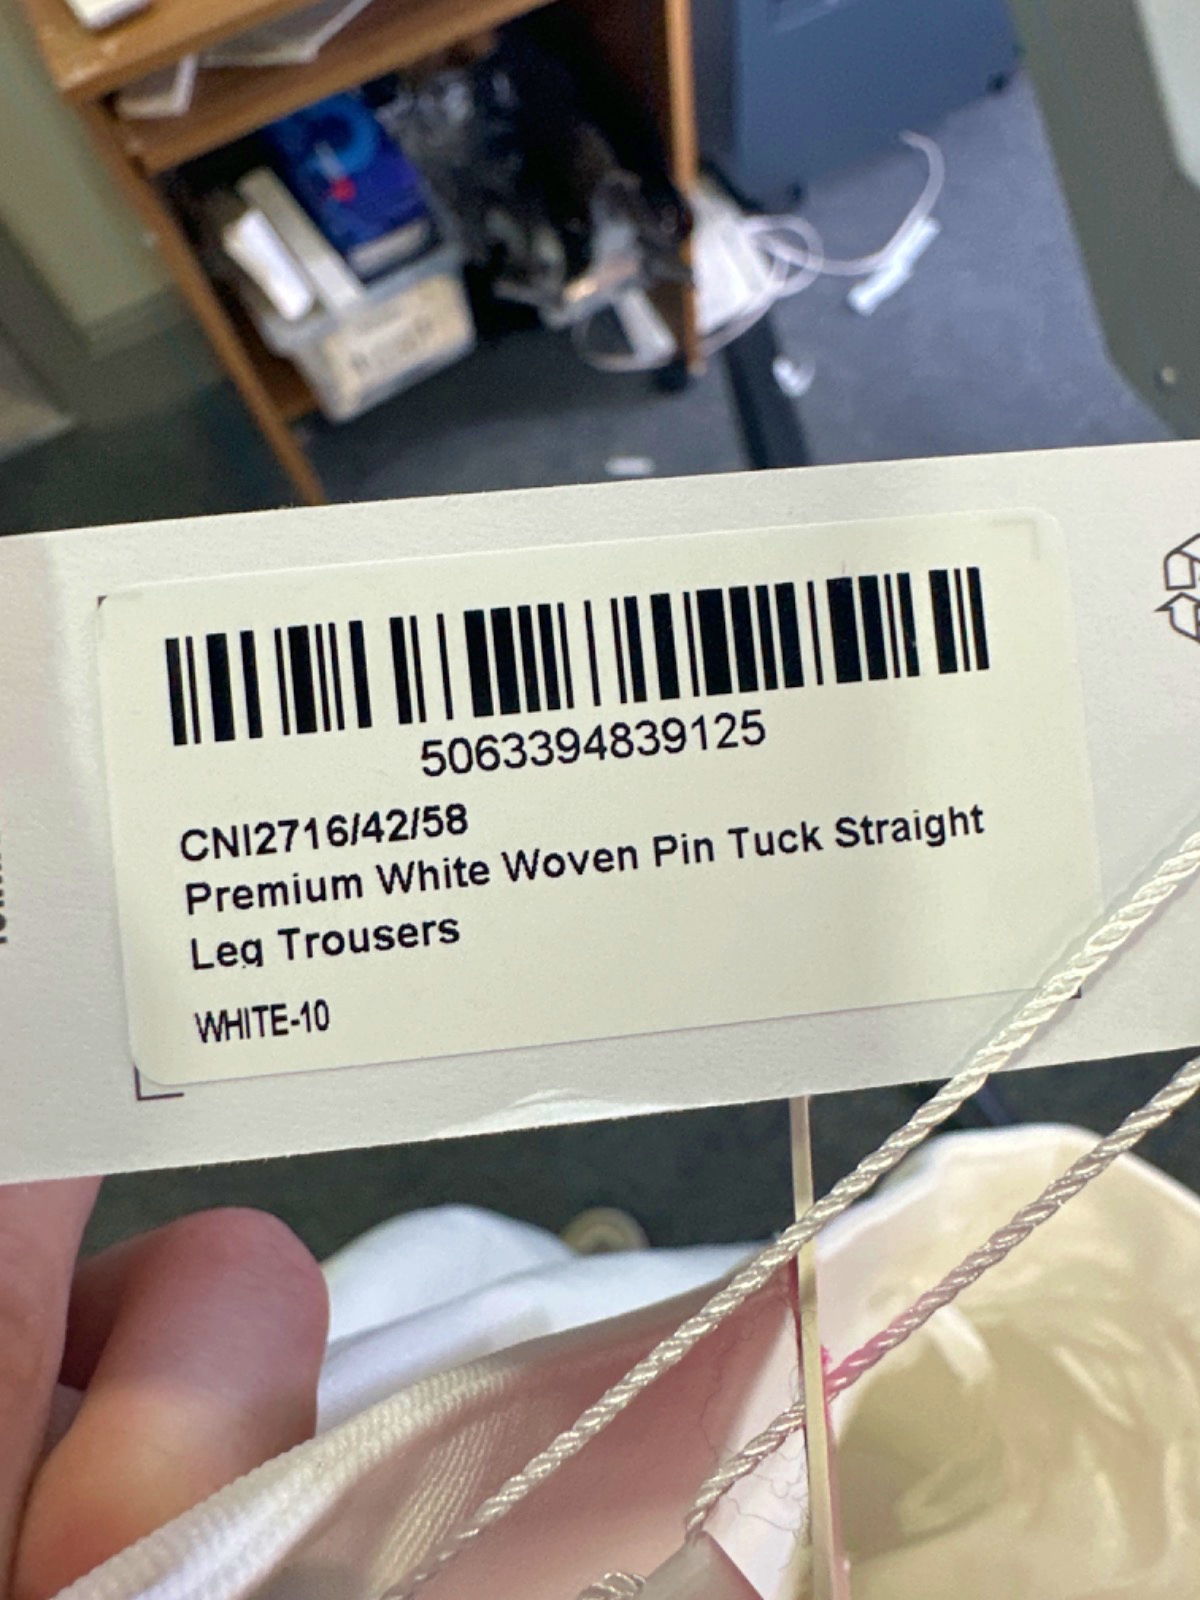 5063394839125
CNI2716/42/58
Premium White Woven Pin Tuck Straight
Leg Trousers
WHITE-10